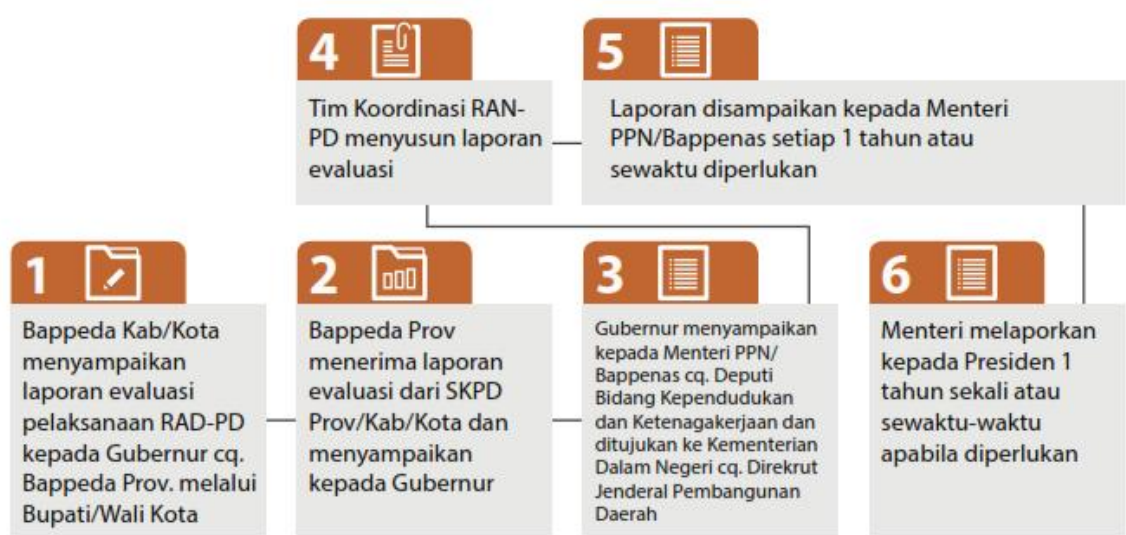 4
Tim Koordinasi RAN-
PD menyusun laporan
evaluasi
5
Laporan disampaikan kepada Menteri
PPN/Bappenas setiap 1 tahun atau
sewaktu diperlukan
1
Bappeda Kab/Kota
menyampaikan
laporan evaluasi
pelaksanaan RAD-PD
kepada Gubernur cq.
Bappeda Prov. melalui
Bupati/Wali Kota
2
Bappeda Prov
menerima laporan
evaluasi dari SKPD
Prov/Kab/Kota dan
menyampaikan
kepada Gubernur
3
Gubernur menyampaikan
kepada Menteri PPN/
Bappenas cq. Deputi
Bidang Kependudukan
dan Ketenagakerjaan dan
ditujukan ke Kementerian
Dalam Negeri cq. Direkrut
Jenderal Pembangunan
Daerah
6
Menteri melaporkan
kepada Presiden 1
tahun sekali atau
sewaktu-waktu
apabila diperlukan